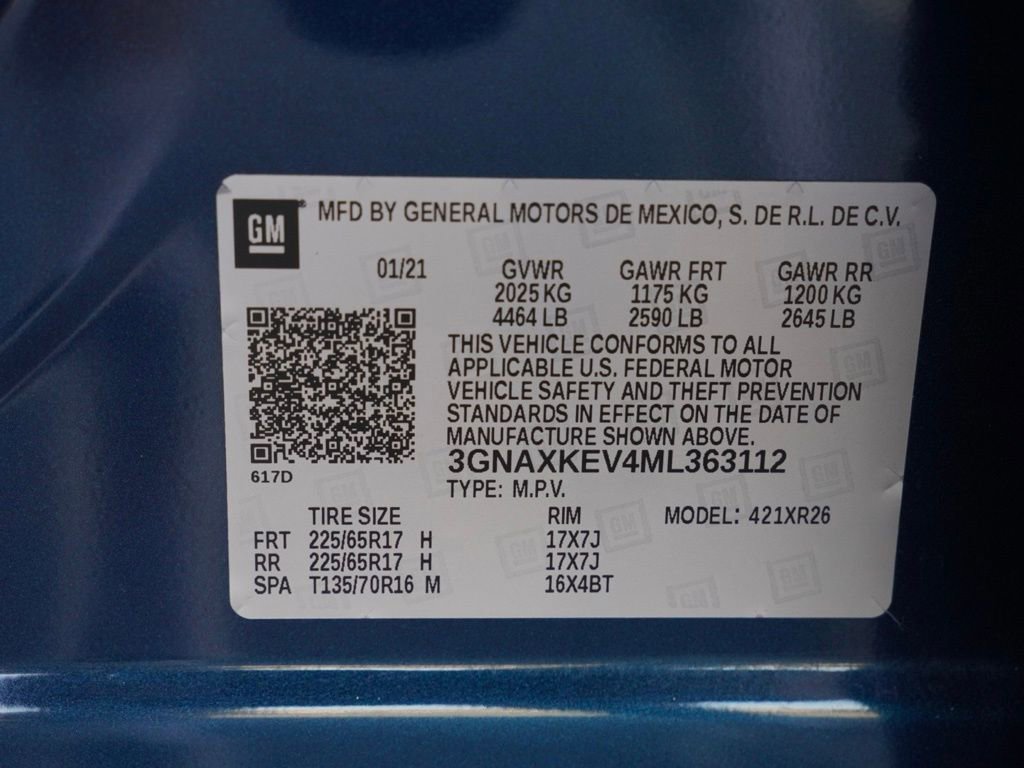 GM® MFD BY GENERAL MOTORS DE MEXICO, S. DE R.L. DE C.V.
01/21 GVWR GAWR FRT GAWR RR
2025 KG 1175 KG 1200 KG
4464 LB 2590 LB 2645 LB
THIS VEHICLE CONFORMS TO ALL
APPLICABLE U.S. FEDERAL MOTOR
VEHICLE SAFETY AND THEFT PREVENTION
STANDARDS IN EFFECT ON THE DATE OF
MANUFACTURE SHOWN ABOVE.
3GNAXKEV4ML363112
617D
TYPE: M.P.V.
TIRE SIZE RIM MODEL: 421XR26
FRT 225/65R17 H 17X7J
RR 225/65R17 H 17X7J
SPA T135/70R16 M 16X4BT